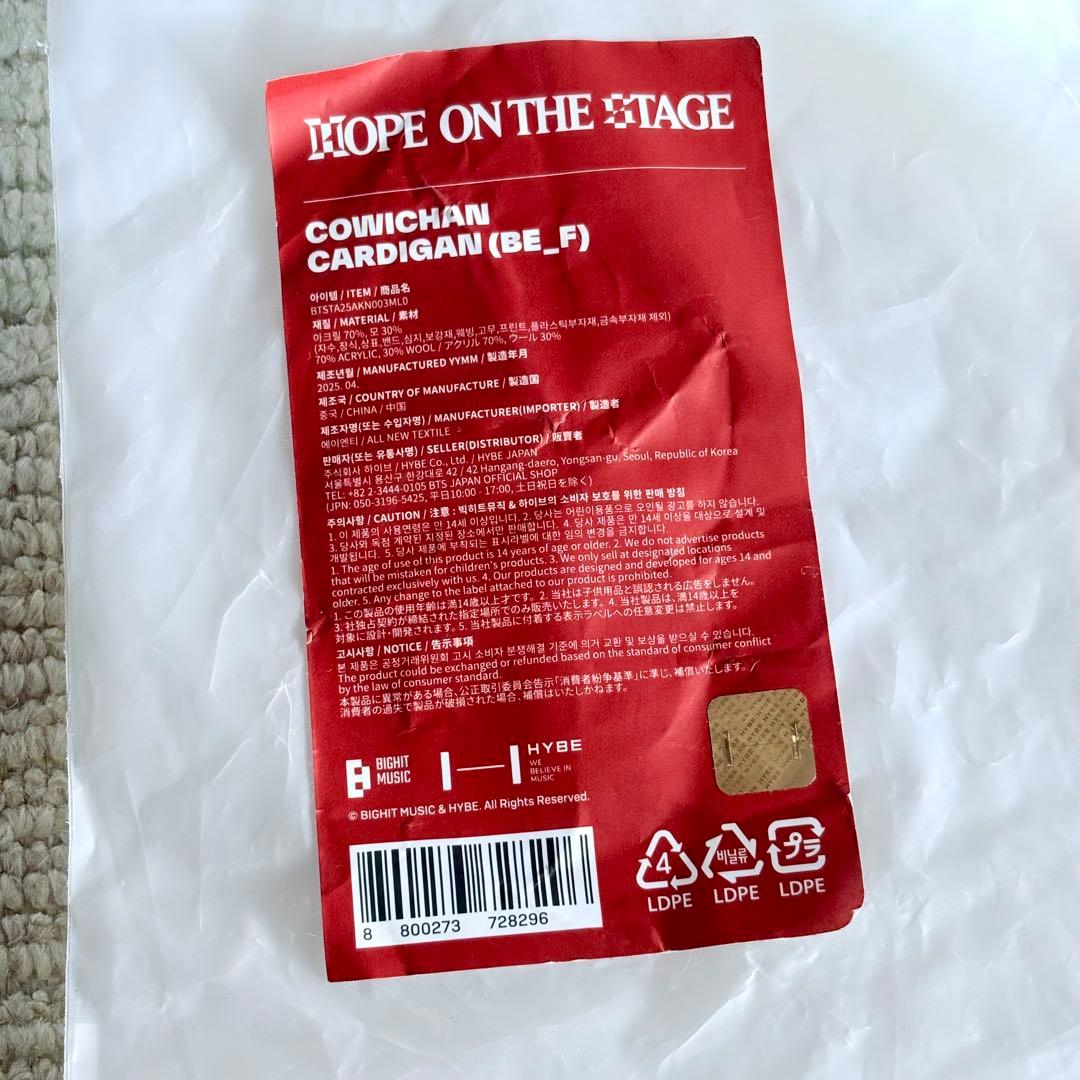 HOPE ON THE STAGE
COWICHAN
CARDIGAN (BE_F)
아이템 / ITEM / 商品名
BTSTA25AKN003ML0
재질 / MATERIAL / 素材
아크릴 70%, 모 30%
(자수,장식,상표,밴드,심지,보강재,웨빙,고무,프린트,플라스틱부자재,금속부자재 제외)
70% ACRYLIC, 30% WOOL / アクリル 70%, ウール 30%
제조년월 / MANUFACTURED YYMM / 製造年月
2025. 04.
제조국 / COUNTRY OF MANUFACTURE / 製造国
중국 / CHINA / 中国
제조자명(또는 수입자명) / MANUFACTURER(IMPORTER) / 製造者
에이엔티 / ALL NEW TEXTILE
판매자(또는 유통사명) / SELLER(DISTRIBUTOR) / 販賣者
주식회사 하이브 / HYBE Co., Ltd. / HYBE JAPAN
서울특별시 용산구 한강대로 42 / 42 Hangang-daero, Yongsan-gu, Seoul, Republic of Korea
TEL: +82 2-3444-0105 BTS JAPAN OFFICIAL SHOP
(JPN: 050-3196-5425, 平日10:00 - 17:00, 土日祝日を除く)
주의사항 / CAUTION / 注意 : 빅히트뮤직 & 하이브의 소비자 보호를 위한 판매 방침
1. 이 제품의 사용연령은 만 14세 이상입니다. 2. 당사는 어린이용품으로 오인될 광고를 하지 않습니다.
3. 당사와 독점 계약된 지정된 장소에서만 판매합니다. 4. 당사 제품은 만 14세 이상을 대상으로 설계 및
개발됩니다. 5. 당사 제품에 부착되는 표시라벨에 대한 임의 변경을 금지합니다.
1. The age of use of this product is 14 years of age or older. 2. We do not advertise products
that will be mistaken for children's products. 3. We only sell at designated locations
contracted exclusively with us. 4. Our products are designed and developed for ages 14 and
older. 5. Any change to the label attached to our product is prohibited.
1. この製品の使用年齢は満14歳以上才です。 2. 当社は子供用品と誤認される広告をしません。
3. 社独占契約が締結された指定場所でのみ販売いたします。 4. 当社製品は、満14歳以上を
対象に設計・開発されます。 5. 当社製品に付着する表示ラベルへの任意変更は禁止します。
고시사항 / NOTICE / 告示事項
본 제품은 공정거래위원회 고시 소비자 분쟁해결 기준에 의거 교환 및 보상을 받으실 수 있습니다.
The product could be exchanged or refunded based on the standard of consumer conflict
by the law of consumer standard.
本製品に異常がある場合、公正取引委員会告示「消費者紛争基準」に準じ、補償いたします。
消費者の過失で製品が破損された場合、補償はいたしかねます。
BIGHIT
MUSIC
HYBE
WE
BELIEVE IN
MUSIC
© BIGHIT MUSIC & HYBE. All Rights Reserved.
8 800273 728296
4
LDPE
비닐류
LDPE
プラ
LDPE